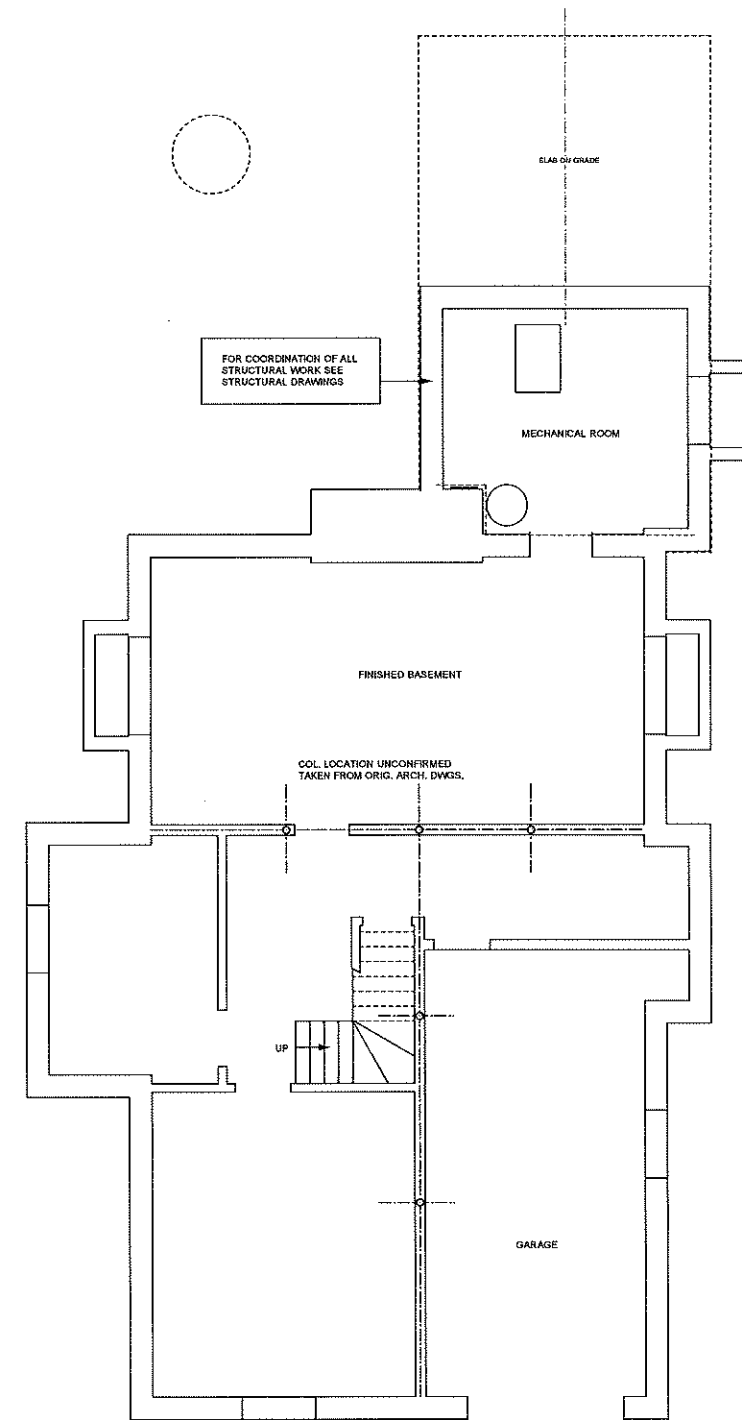 SLAB ON GRADE
FOR COORDINATION OF ALL
STRUCTURAL WORK SEE
STRUCTURAL DRAWINGS
MECHANICAL ROOM
FINISHED BASEMENT
COL. LOCATION UNCONFIRMED
TAKEN FROM ORIG. ARCH. DWGS.
UP
GARAGE